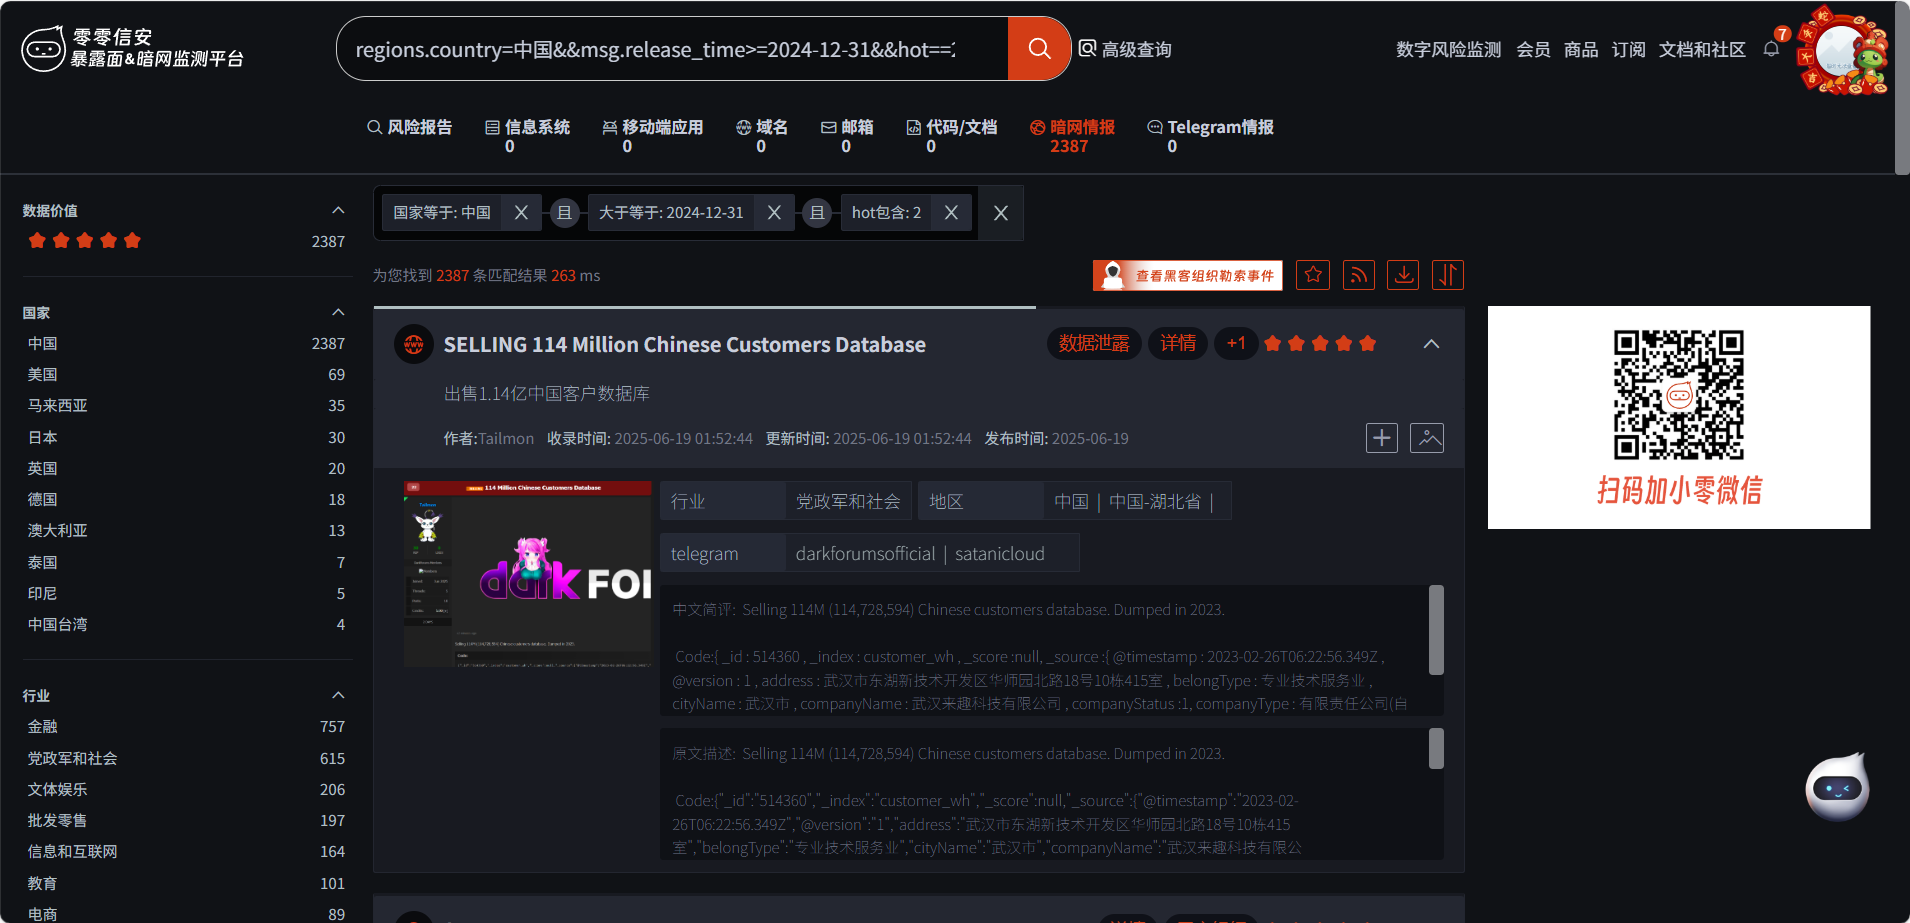 零零信安
暴露面&暗网监测平台
regions.country=中国&&msg.release_time>=2024-12-31&&hot==2
高级查询
数字风险监测 会员 商品 订阅 文档和社区
7
风险报告 信息系统 移动端应用 域名 邮箱 代码/文档 暗网情报 Telegram情报
0 0 0 0 0 2387 0
数据价值
2387
国家
中国 2387
美国 69
马来西亚 35
日本 30
英国 20
德国 18
澳大利亚 13
泰国 7
印尼 5
中国台湾 4
行业
金融 757
党政军和社会 615
文体娱乐 206
批发零售 197
信息和互联网 164
教育 101
电商 89
国家等于: 中国 且 大于等于: 2024-12-31 且 hot包含: 2
为您找到 2387 条匹配结果 263 ms
查看黑客组织勒索事件
SELLING 114 Million Chinese Customers Database
数据泄露 详情 +1
出售1.14亿中国客户数据库
作者:Tailmon 收录时间: 2025-06-19 01:52:44 更新时间: 2025-06-19 01:52:44 发布时间: 2025-06-19
114 Million Chinese Customers Database
Tailmon
dark FOR
行业 党政军和社会 地区 中国 | 中国-湖北省 |
telegram darkforumsofficial | satanicloud
中文简评: Selling 114M (114,728,594) Chinese customers database. Dumped in 2023.
Code:{ _id : 514360 , _index : customer_wh , _score :null, _source :{ @timestamp : 2023-02-26T06:22:56.349Z ,
@version : 1 , address : 武汉市东湖新技术开发区华师园北路18号10栋415室 , belongType : 专业技术服务业 ,
cityName : 武汉市 , companyName : 武汉来趣科技有限公司 , companyStatus :1, companyType : 有限责任公司(自
原文描述: Selling 114M (114,728,594) Chinese customers database. Dumped in 2023.
Code:{"_id":"514360","_index":"customer_wh","_score":null,"_source":{"@timestamp":"2023-02-
26T06:22:56.349Z","@version":"1","address":"武汉市东湖新技术开发区华师园北路18号10栋415
室","belongType":"专业技术服务业","cityName":"武汉市","companyName":"武汉来趣科技有限公
扫码加小零微信